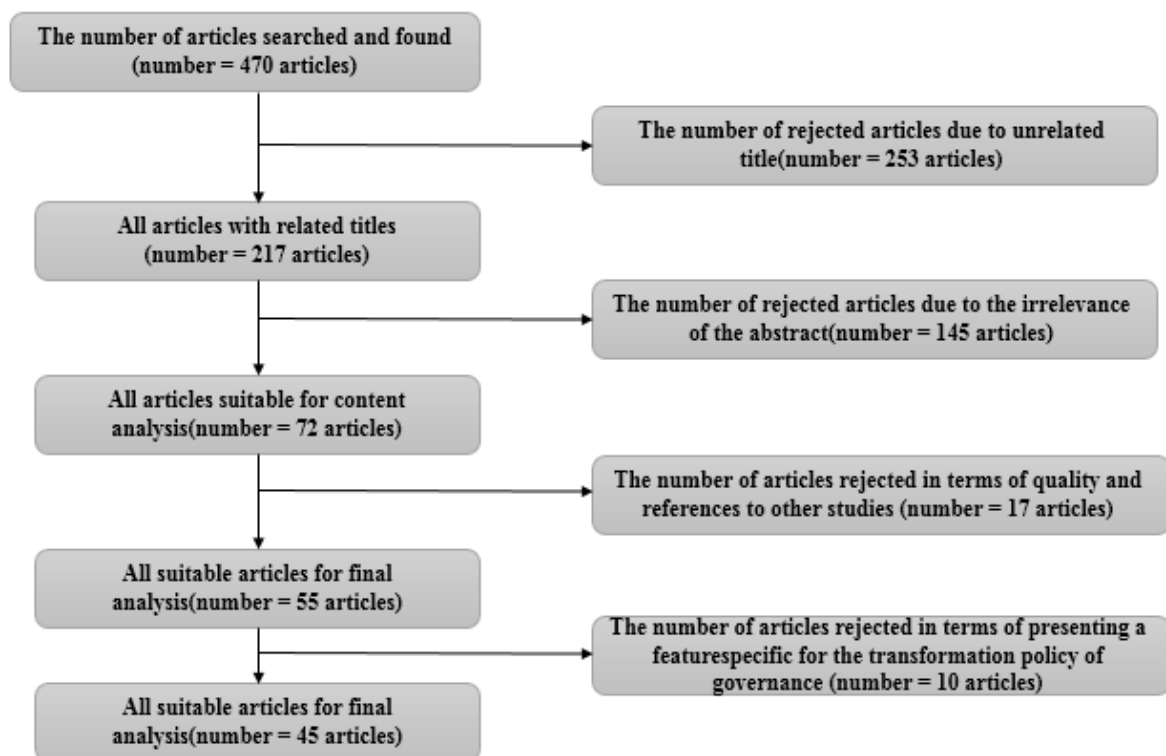 The number of articles searched and found
(number = 470 articles)
The number of rejected articles due to unrelated
title(number = 253 articles)
All articles with related titles
(number = 217 articles)
The number of rejected articles due to the irrelevance
of the abstract(number = 145 articles)
All articles suitable for content
analysis(number = 72 articles)
The number of articles rejected in terms of quality and
references to other studies (number = 17 articles)
All suitable articles for final
analysis(number = 55 articles)
The number of articles rejected in terms of presenting a
featurespecific for the transformation policy of
governance (number = 10 articles)
All suitable articles for final
analysis(number = 45 articles)